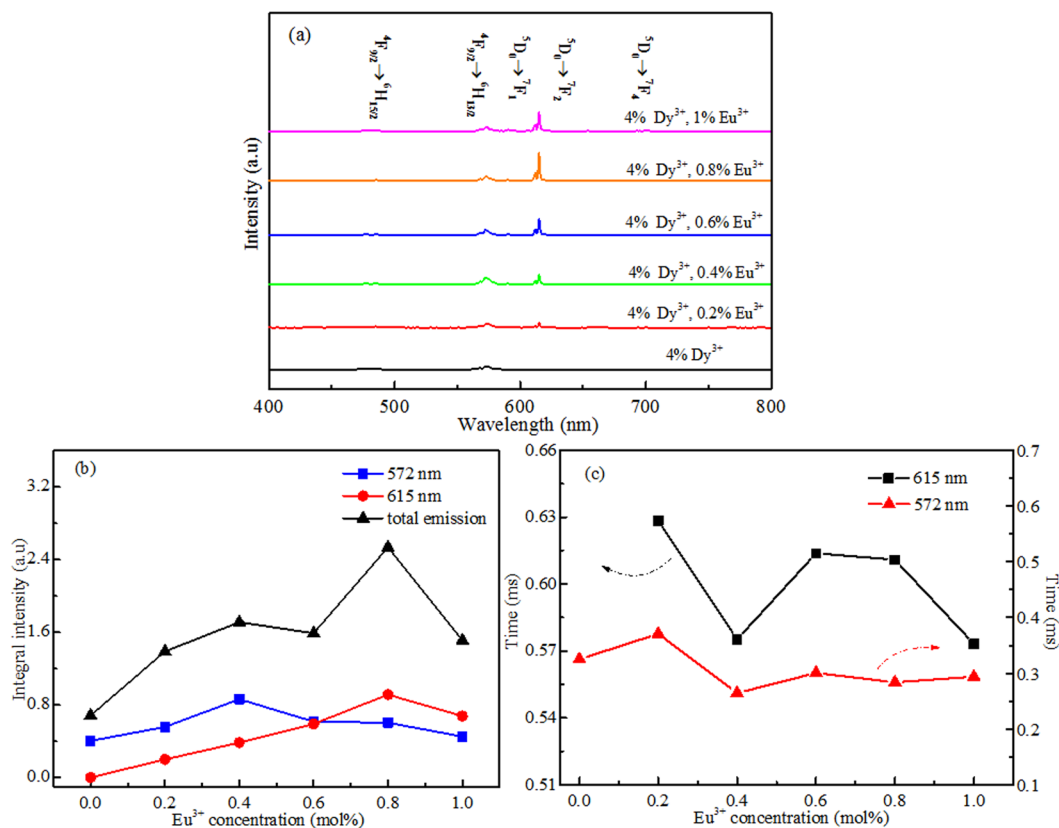 (a)
⁴F₉/₂→⁶H₁₅/₂
⁴F₉/₂→⁶H₁₃/₂
⁵D₀→⁷F₁
⁵D₀→⁷F₂
⁵D₀→⁷F₄
4% Dy³⁺, 1% Eu³⁺
4% Dy³⁺, 0.8% Eu³⁺
4% Dy³⁺, 0.6% Eu³⁺
4% Dy³⁺, 0.4% Eu³⁺
4% Dy³⁺, 0.2% Eu³⁺
4% Dy³⁺
Intensity (a.u)
400 500 600 700 800
Wavelength (nm)
(b)
572 nm
615 nm
total emission
3.2
2.4
1.6
0.8
0.0
Integral intensity (a.u)
0.0 0.2 0.4 0.6 0.8 1.0
Eu³⁺ concentration (mol%)
(c)
615 nm
572 nm
0.66
0.63
0.60
0.57
0.54
0.51
Time (ms)
0.7
0.6
0.5
0.4
0.3
0.2
0.1
Time (ms)
0.0 0.2 0.4 0.6 0.8 1.0
Eu³⁺ concentration (mol%)